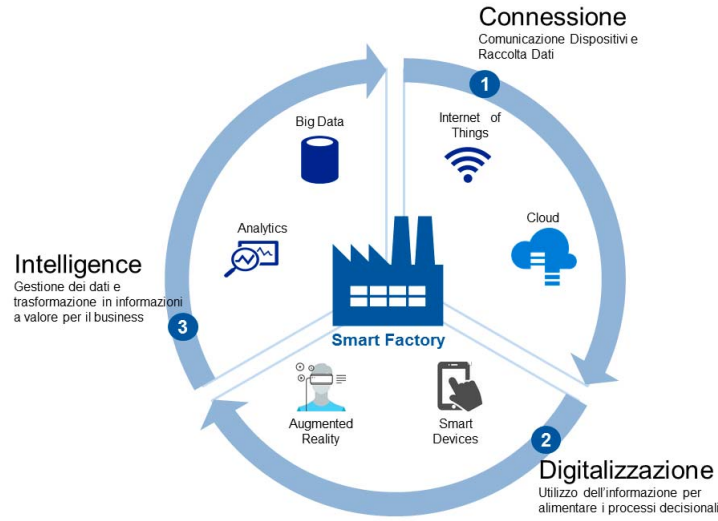 Connessione
Comunicazione Dispositivi e
Raccolta Dati
1
Big Data
Internet of
Things
Analytics
Cloud
Intelligence
Gestione dei dati e
trasformazione in informazioni
a valore per il business
3
Smart Factory
Augmented
Reality
Smart
Devices
2
Digitalizzazione
Utilizzo dell'informazione per
alimentare i processi decisionali